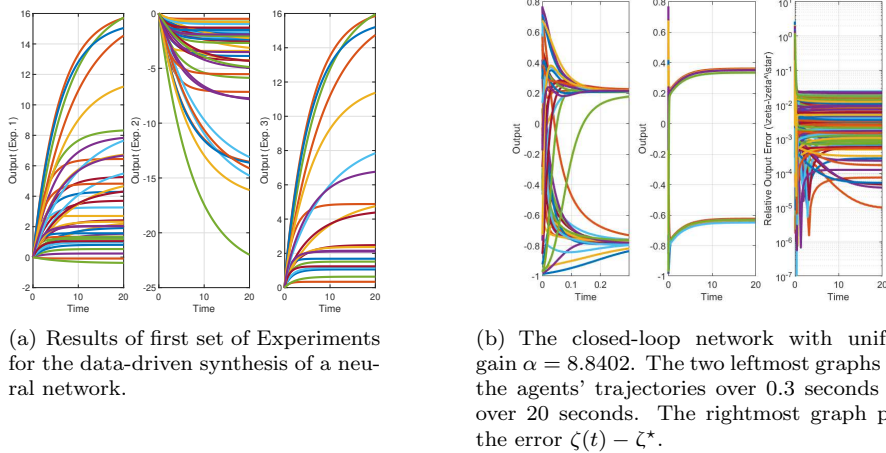 16
14
12
10
8
6
4
2
0
-2
Output (Exp. 1)
0 10 20
Time
0
-5
-10
-15
-20
-25
Output (Exp. 2)
0 10 20
Time
16
14
12
10
8
6
4
2
0
Output (Exp. 3)
0 10 20
Time
0.8
0.6
0.4
0.2
0
-0.2
-0.4
-0.6
-0.8
-1
Output
0 0.1 0.2
Time
0.8
0.6
0.4
0.2
0
-0.2
-0.4
-0.6
-0.8
-1
Output
0 10 20
Time
10¹
10⁰
10⁻¹
10⁻²
10⁻³
10⁻⁴
10⁻⁵
10⁻⁶
10⁻⁷
Relative Output Error (\zeta-\zeta^\star)
0 10 20
Time
(a) Results of first set of Experiments
for the data-driven synthesis of a neu-
ral network.
(b) The closed-loop network with unif
gain α = 8.8402. The two leftmost graphs
the agents' trajectories over 0.3 seconds
over 20 seconds. The rightmost graph p
the error ζ(t) − ζ⋆.